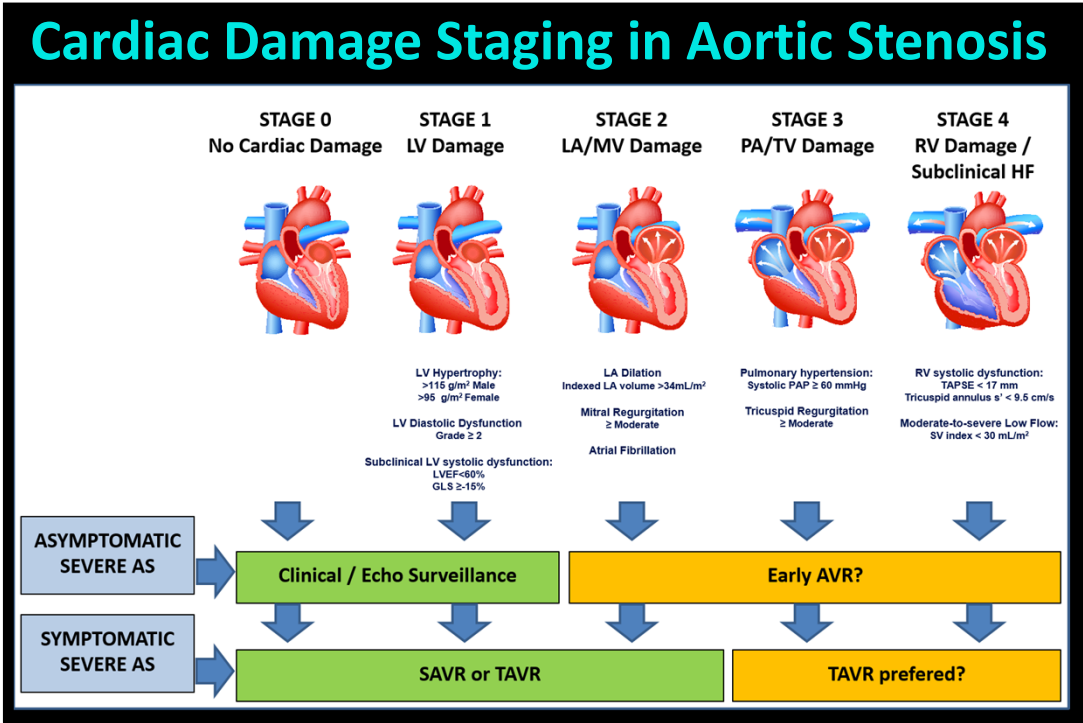 Cardiac Damage Staging in Aortic Stenosis
STAGE 0
No Cardiac Damage
STAGE 1
LV Damage
STAGE 2
LA/MV Damage
STAGE 3
PA/TV Damage
STAGE 4
RV Damage /
Subclinical HF
LV Hypertrophy:
>115 g/m² Male
>95 g/m² Female
LV Diastolic Dysfunction
Grade ≥ 2
Subclinical LV systolic dysfunction:
LVEF<60%
GLS ≥-15%
LA Dilation
Indexed LA volume >34mL/m²
Mitral Regurgitation
≥ Moderate
Atrial Fibrillation
Pulmonary hypertension:
Systolic PAP ≥ 60 mmHg
Tricuspid Regurgitation
≥ Moderate
RV systolic dysfunction:
TAPSE < 17 mm
Tricuspid annulus s' < 9.5 cm/s
Moderate-to-severe Low Flow:
SV index < 30 mL/m²
ASYMPTOMATIC
SEVERE AS
Clinical / Echo Surveillance
Early AVR?
SYMPTOMATIC
SEVERE AS
SAVR or TAVR
TAVR prefered?